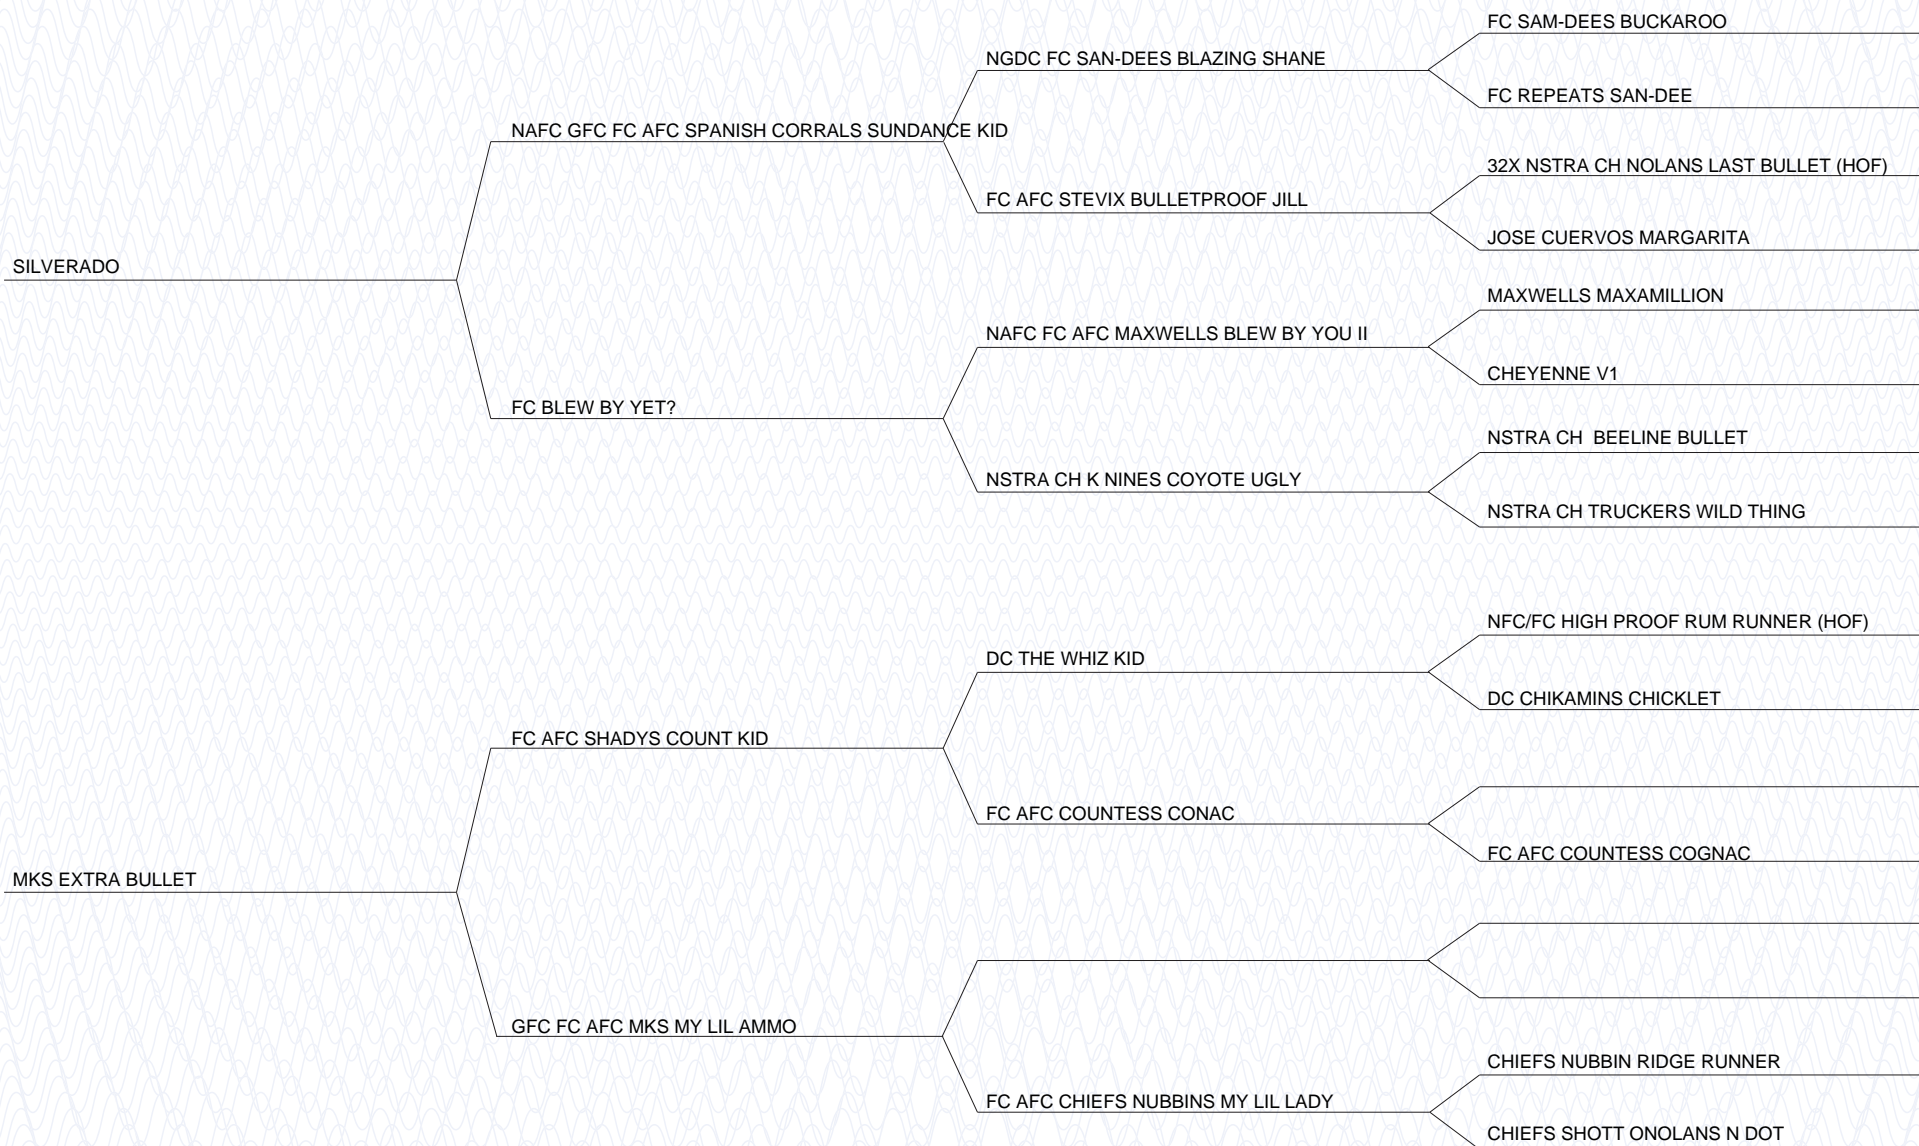 FC SAM-DEES BUCKAROO
NGDC FC SAN-DEES BLAZING SHANE
FC REPEATS SAN-DEE
NAFC GFC FC AFC SPANISH CORRALS SUNDANCE KID
32X NSTRA CH NOLANS LAST BULLET (HOF)
FC AFC STEVIX BULLETPROOF JILL
JOSE CUERVOS MARGARITA
SILVERADO
MAXWELLS MAXAMILLION
NAFC FC AFC MAXWELLS BLEW BY YOU II
CHEYENNE V1
FC BLEW BY YET?
NSTRA CH  BEELINE BULLET
NSTRA CH K NINES COYOTE UGLY
NSTRA CH TRUCKERS WILD THING
NFC/FC HIGH PROOF RUM RUNNER (HOF)
DC THE WHIZ KID
DC CHIKAMINS CHICKLET
FC AFC SHADYS COUNT KID
FC AFC COUNTESS CONAC
FC AFC COUNTESS COGNAC
MKS EXTRA BULLET
GFC FC AFC MKS MY LIL AMMO
CHIEFS NUBBIN RIDGE RUNNER
FC AFC CHIEFS NUBBINS MY LIL LADY
CHIEFS SHOTT ONOLANS N DOT